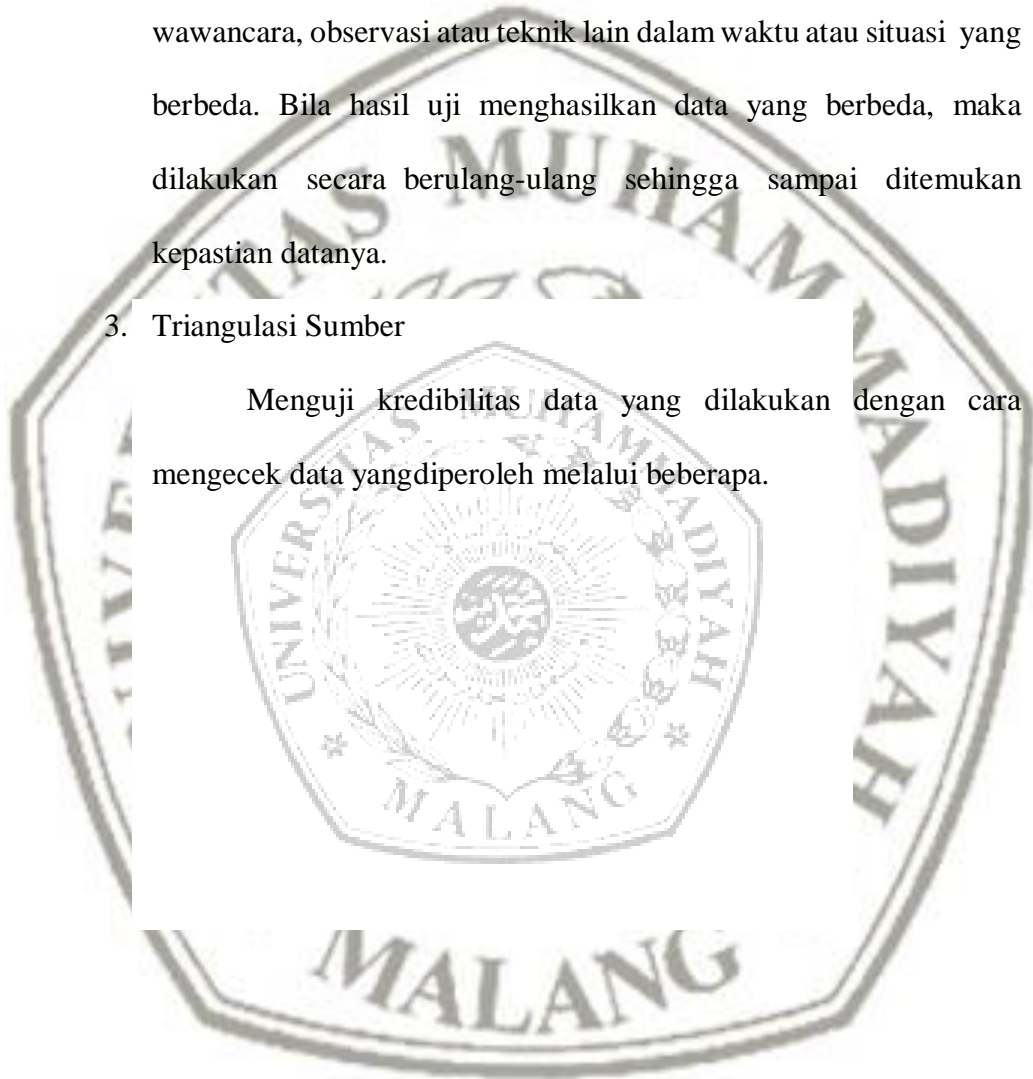 wawancara, observasi atau teknik lain dalam waktu atau situasi yang
berbeda. Bila hasil uji menghasilkan data yang berbeda, maka
dilakukan secara berulang-ulang sehingga sampai ditemukan
kepastian datanya.
3. Triangulasi Sumber
Menguji kredibilitas data yang dilakukan dengan cara
mengecek data yangdiperoleh melalui beberapa.
UNIVERSITAS MUHAMMADIYAH
MALANG
UNIVERSITAS MUHAMMADIYAH
MALANG